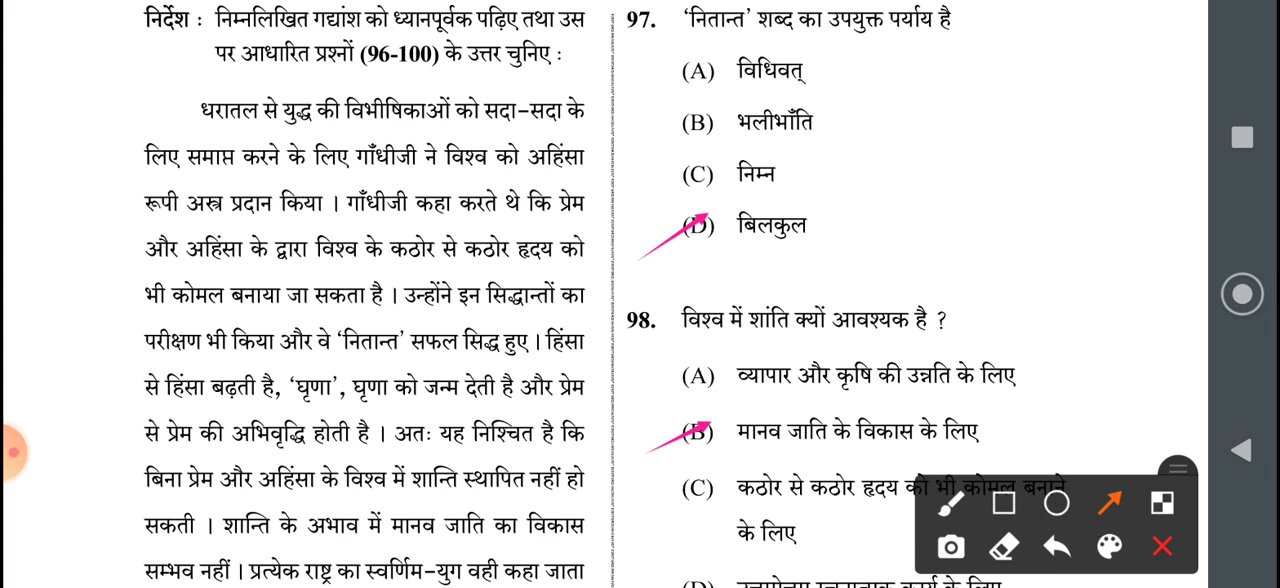 निर्देश : निम्नलिखित गद्यांश को ध्यानपूर्वक पढ़िए तथा उस
पर आधारित प्रश्नों (96-100) के उत्तर चुनिए :
धरातल से युद्ध की विभीषिकाओं को सदा-सदा के
लिए समाप्त करने के लिए गाँधीजी ने विश्व को अहिंसा
रूपी अस्त्र प्रदान किया । गाँधीजी कहा करते थे कि प्रेम
और अहिंसा के द्वारा विश्व के कठोर से कठोर हृदय को
भी कोमल बनाया जा सकता है । उन्होंने इन सिद्धान्तों का
परीक्षण भी किया और वे ‘नितान्त’ सफल सिद्ध हुए । हिंसा
से हिंसा बढ़ती है, ‘घृणा’, घृणा को जन्म देती है और प्रेम
से प्रेम की अभिवृद्धि होती है । अतः यह निश्चित है कि
बिना प्रेम और अहिंसा के विश्व में शान्ति स्थापित नहीं हो
सकती । शान्ति के अभाव में मानव जाति का विकास
सम्भव नहीं । प्रत्येक राष्ट्र का स्वर्णिम-युग वही कहा जाता
97. ‘नितान्त’ शब्द का उपयुक्त पर्याय है
(A) विधिवत्
(B) भलीभाँति
(C) निम्न
(D) बिलकुल
98. विश्व में शांति क्यों आवश्यक है ?
(A) व्यापार और कृषि की उन्नति के लिए
(B) मानव जाति के विकास के लिए
(C) कठोर से कठोर हृदय को भी कोमल बनाने
के लिए